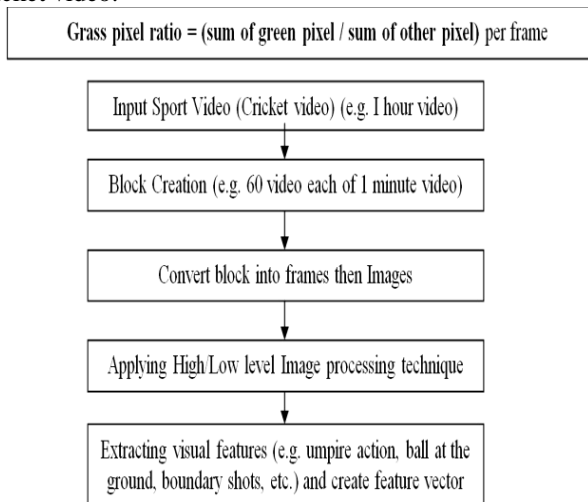 Grass pixel ratio = (sum of green pixel / sum of other pixel) per frame
Input Sport Video (Cricket video) (e.g. I hour video)
Block Creation (e.g. 60 video each of 1 minute video)
Convert block into frames then Images
Applying High/Low level Image processing technique
Extracting visual features (e.g. umpire action, ball at the
ground, boundary shots, etc.) and create feature vector